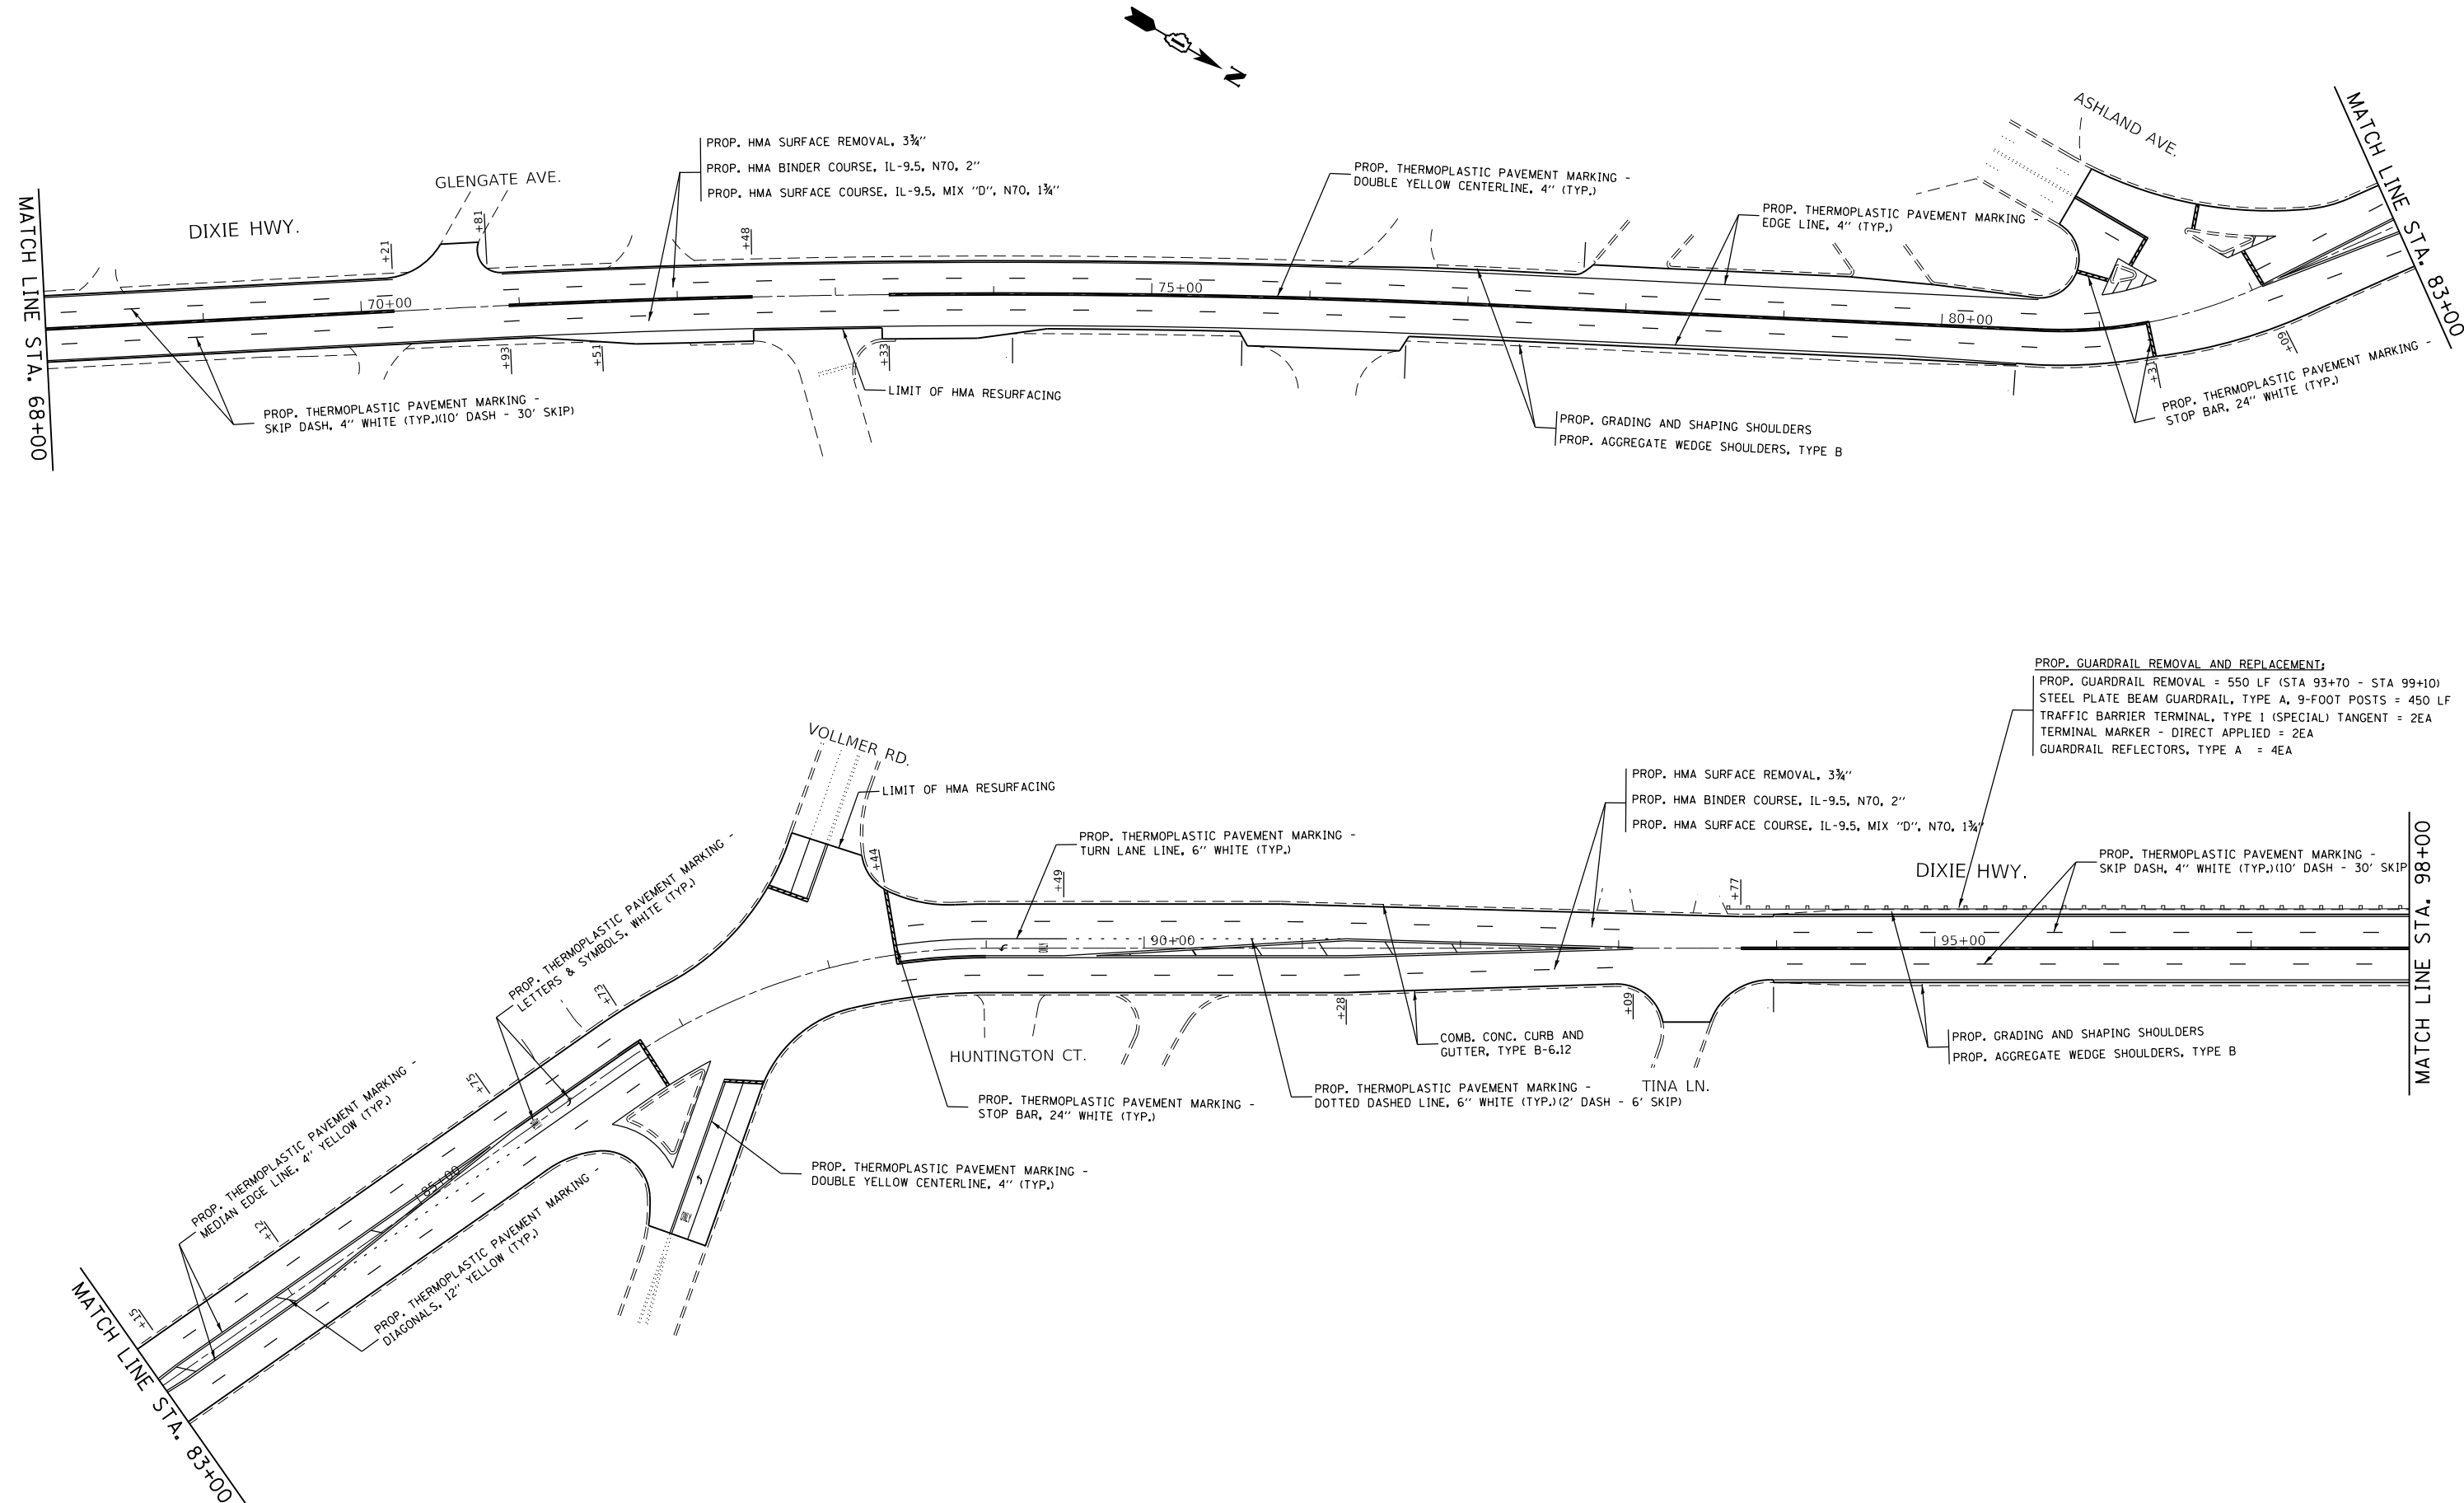 N
MATCH LINE STA. 68+00
DIXIE HWY.
GLENGATE AVE.
+21
+81
PROP. HMA SURFACE REMOVAL, 3¾"
PROP. HMA BINDER COURSE, IL-9.5, N70, 2"
PROP. HMA SURFACE COURSE, IL-9.5, MIX "D", N70, 1¾"
+48
PROP. THERMOPLASTIC PAVEMENT MARKING -
DOUBLE YELLOW CENTERLINE, 4" (TYP.)
PROP. THERMOPLASTIC PAVEMENT MARKING -
EDGE LINE, 4" (TYP.)
ASHLAND AVE.
MATCH LINE STA. 83+00
70+00
75+00
80+00
+93
+51
+33
+31
+60
PROP. THERMOPLASTIC PAVEMENT MARKING -
SKIP DASH, 4" WHITE (TYP.)(10' DASH - 30' SKIP)
LIMIT OF HMA RESURFACING
PROP. GRADING AND SHAPING SHOULDERS
PROP. AGGREGATE WEDGE SHOULDERS, TYPE B
PROP. THERMOPLASTIC PAVEMENT MARKING -
STOP BAR, 24" WHITE (TYP.)
PROP. GUARDRAIL REMOVAL AND REPLACEMENT:
PROP. GUARDRAIL REMOVAL = 550 LF (STA 93+70 - STA 99+10)
STEEL PLATE BEAM GUARDRAIL, TYPE A, 9-FOOT POSTS = 450 LF
TRAFFIC BARRIER TERMINAL, TYPE 1 (SPECIAL) TANGENT = 2EA
TERMINAL MARKER - DIRECT APPLIED = 2EA
GUARDRAIL REFLECTORS, TYPE A = 4EA
VOLLMER RD.
LIMIT OF HMA RESURFACING
PROP. HMA SURFACE REMOVAL, 3¾"
PROP. HMA BINDER COURSE, IL-9.5, N70, 2"
PROP. HMA SURFACE COURSE, IL-9.5, MIX "D", N70, 1¾"
PROP. THERMOPLASTIC PAVEMENT MARKING -
TURN LANE LINE, 6" WHITE (TYP.)
+44
+49
+77
DIXIE HWY.
PROP. THERMOPLASTIC PAVEMENT MARKING -
SKIP DASH, 4" WHITE (TYP.)(10' DASH - 30' SKIP
MATCH LINE STA. 98+00
90+00
95+00
PROP. THERMOPLASTIC PAVEMENT MARKING -
LETTERS & SYMBOLS, WHITE (TYP.)
+73
+75
+28
+09
HUNTINGTON CT.
COMB. CONC. CURB AND
GUTTER, TYPE B-6.12
TINA LN.
PROP. GRADING AND SHAPING SHOULDERS
PROP. AGGREGATE WEDGE SHOULDERS, TYPE B
PROP. THERMOPLASTIC PAVEMENT MARKING -
STOP BAR, 24" WHITE (TYP.)
PROP. THERMOPLASTIC PAVEMENT MARKING -
DOTTED DASHED LINE, 6" WHITE (TYP.)(2' DASH - 6' SKIP)
PROP. THERMOPLASTIC PAVEMENT MARKING -
MEDIAN EDGE LINE, 4" YELLOW (TYP.)
85+00
PROP. THERMOPLASTIC PAVEMENT MARKING -
DOUBLE YELLOW CENTERLINE, 4" (TYP.)
+72
+15
PROP. THERMOPLASTIC PAVEMENT MARKING -
DIAGONALS, 12" YELLOW (TYP.)
MATCH LINE STA. 83+00